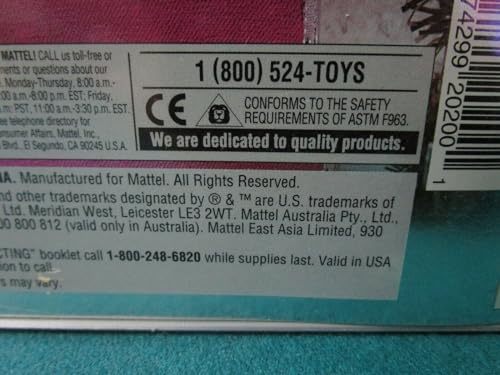 MATTEL! CALL us toll-free or
ments or questions about our
Monday-Thursday, 8:00 a.m.-
:00 a.m.-8:00 p.m. EST; Friday,
PST, 11:00 a.m.-3:30 p.m. EST.
telephone directory for
Consumer Affairs, Mattel, Inc.,
Blvd., El Segundo, CA 90245 U.S.A.
1 (800) 524-TOYS
CE
CONFORMS TO THE SAFETY
REQUIREMENTS OF ASTM F963.
We are dedicated to quality products.
74299 20200 1
Manufactured for Mattel. All Rights Reserved.
nd other trademarks designated by ® & ™ are U.S. trademarks of
Ltd. Meridian West, Leicester LE3 2WT. Mattel Australia Pty., Ltd.,
00 800 812 (valid only in Australia). Mattel East Asia Limited, 930
CTING" booklet call 1-800-248-6820 while supplies last. Valid in USA
ion to call.
s may vary.